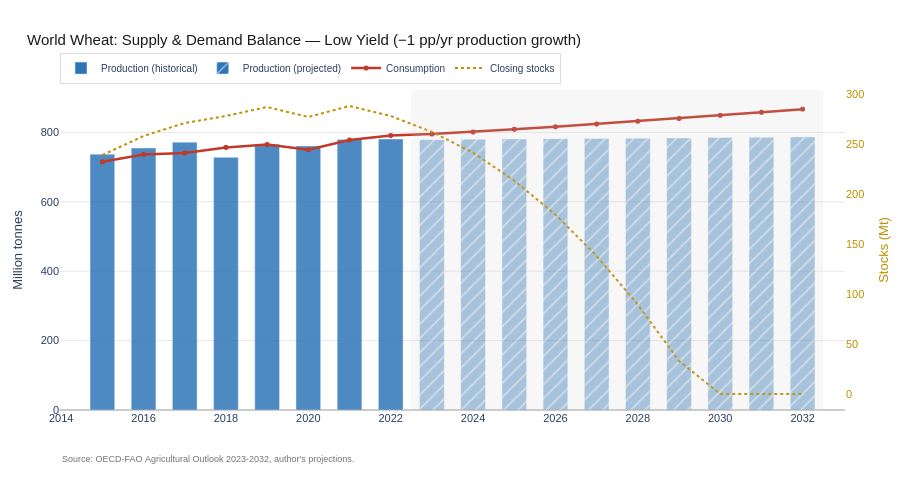 World Wheat: Supply & Demand Balance — Low Yield (−1 pp/yr production growth)
Production (historical) Production (projected) Consumption Closing stocks
Million tonnes
800
600
400
200
0
300
250
200
150
100
50
0
Stocks (Mt)
2014 2016 2018 2020 2022 2024 2026 2028 2030 2032
Source: OECD-FAO Agricultural Outlook 2023-2032, author's projections.